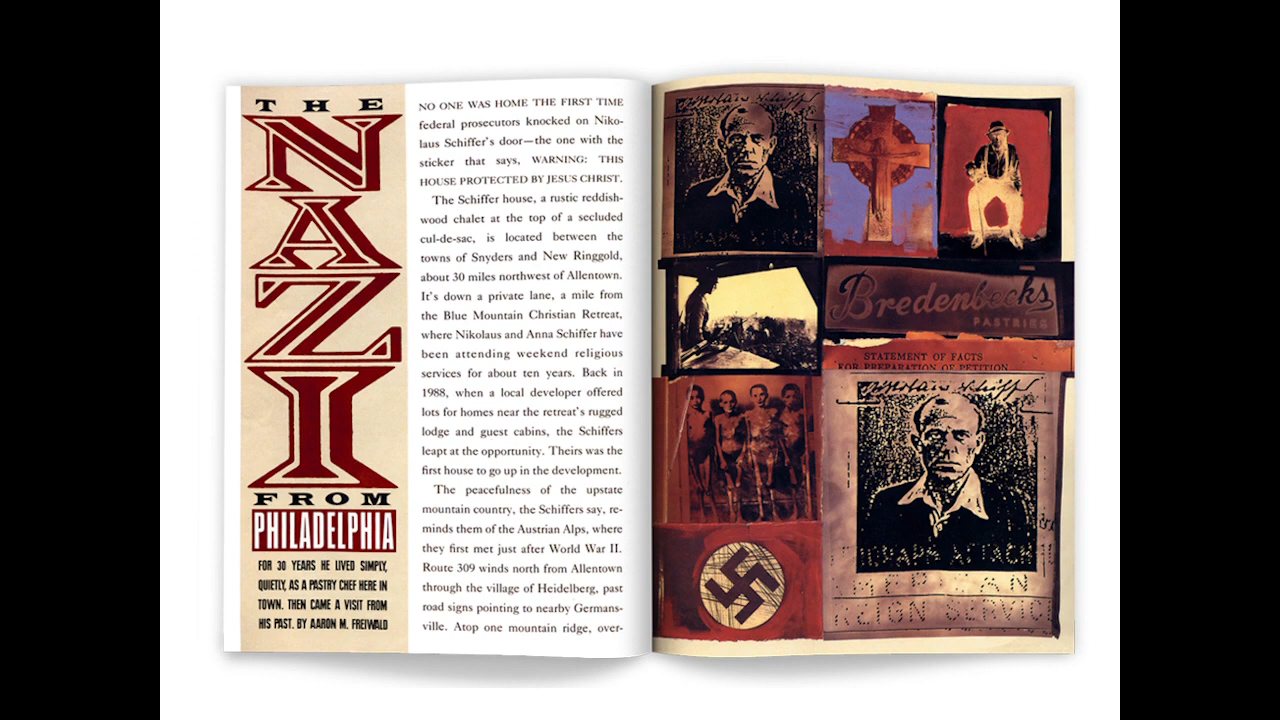 THE
NAZI
FROM
PHILADELPHIA
FOR 30 YEARS HE LIVED SIMPLY,
QUIETLY, AS A PASTRY CHEF HERE IN
TOWN. THEN CAME A VISIT FROM
HIS PAST. BY AARON M. FREIWALD
NO ONE WAS HOME THE FIRST TIME
federal prosecutors knocked on Niko-
laus Schiffer's door—the one with the
sticker that says, WARNING: THIS
HOUSE PROTECTED BY JESUS CHRIST.
The Schiffer house, a rustic reddish-
wood chalet at the top of a secluded
cul-de-sac, is located between the
towns of Snyders and New Ringgold,
about 30 miles northwest of Allentown.
It's down a private lane, a mile from
the Blue Mountain Christian Retreat,
where Nikolaus and Anna Schiffer have
been attending weekend religious
services for about ten years. Back in
1988, when a local developer offered
lots for homes near the retreat's rugged
lodge and guest cabins, the Schiffers
leapt at the opportunity. Theirs was the
first house to go up in the development.
The peacefulness of the upstate
mountain country, the Schiffers say, re-
minds them of the Austrian Alps, where
they first met just after World War II.
Route 309 winds north from Allentown
through the village of Heidelberg, past
road signs pointing to nearby Germans-
ville. Atop one mountain ridge, over-
Bredenbecks
PASTRIES
STATEMENT OF FACTS
FOR PREPARATION OF PETITION